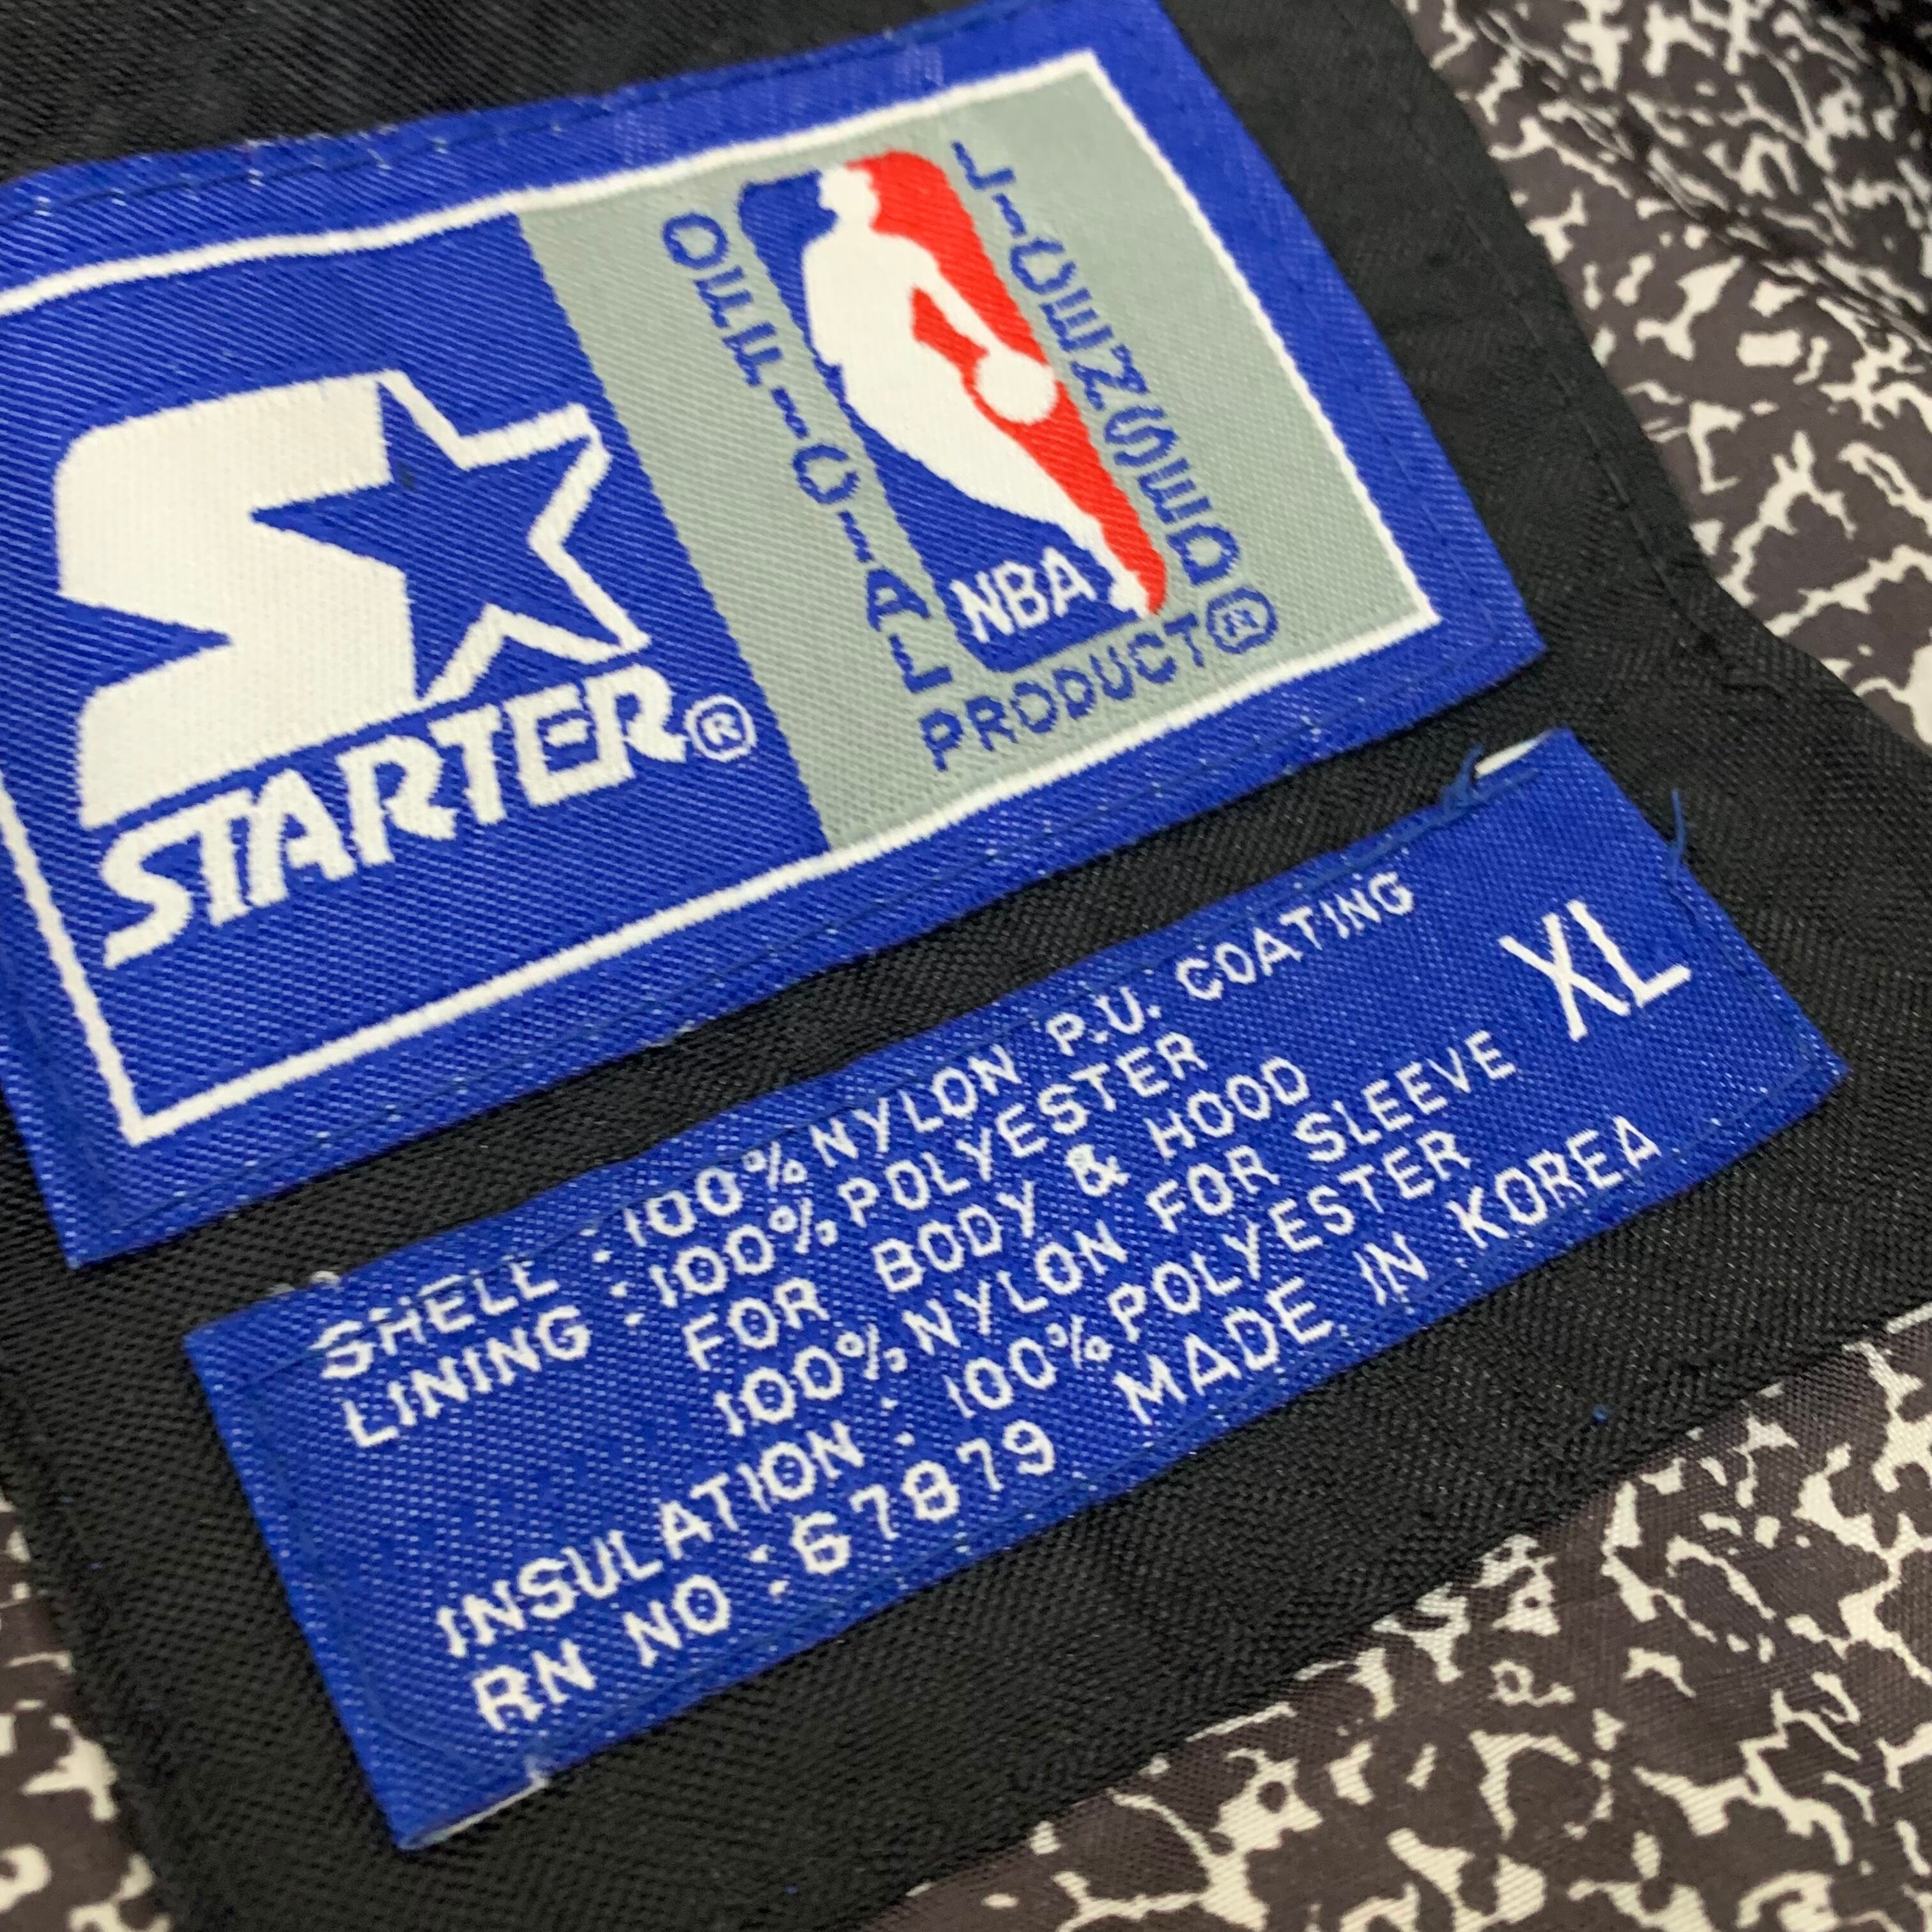 STARTER®
OFFICIAL
LICENSED
NBA
PRODUCT®
SHELL : 100% NYLON P.U. COATING
LINING : 100% POLYESTER
FOR BODY & HOOD
100% NYLON FOR SLEEVE
INSULATION : 100% POLYESTER
RN NO : 67879 MADE IN KOREA
XL